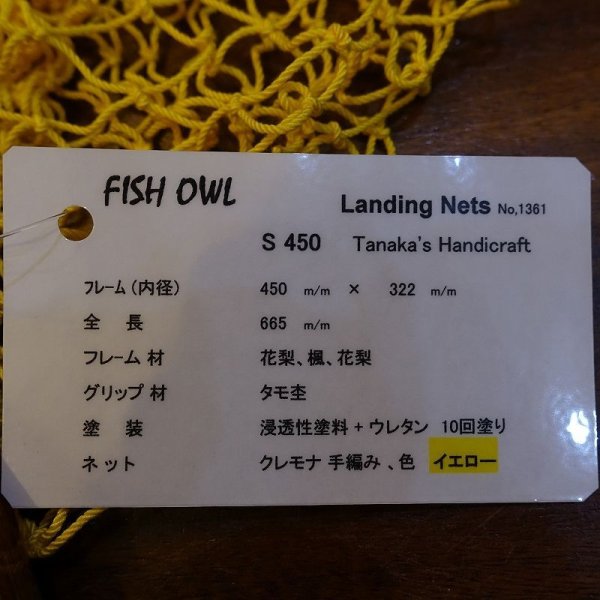 FISH OWL
Landing Nets No,1361
S 450 Tanaka's Handicraft
フレーム(内径) 450 m/m × 322 m/m
全 長 665 m/m
フレーム 材 花梨、楓、花梨
グリップ 材 タモ杢
塗 装 浸透性塗料 + ウレタン 10回塗り
ネット クレモナ 手編み 、色 イエロー